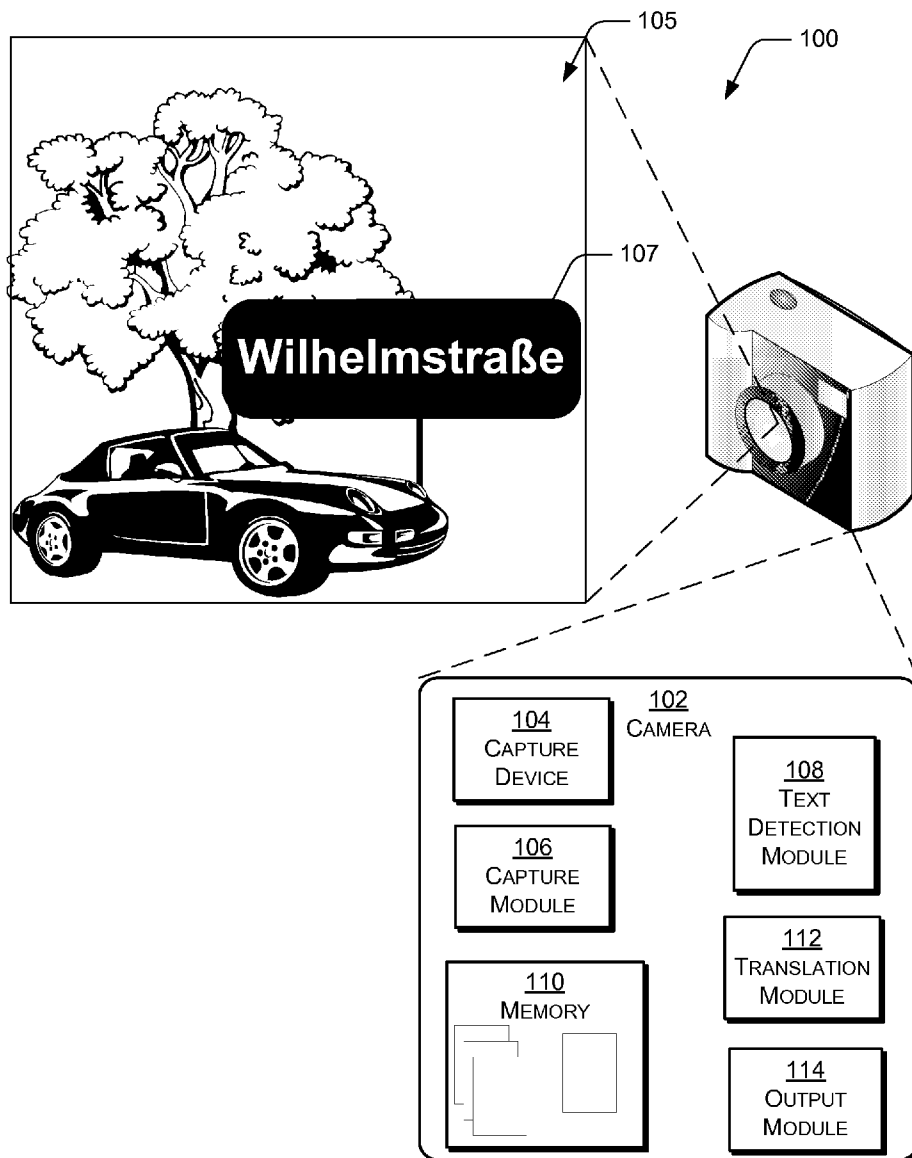 105
100
107
Wilhelmstraße
102
CAMERA
104
CAPTURE
DEVICE
108
TEXT
DETECTION
MODULE
106
CAPTURE
MODULE
112
TRANSLATION
MODULE
110
MEMORY
114
OUTPUT
MODULE